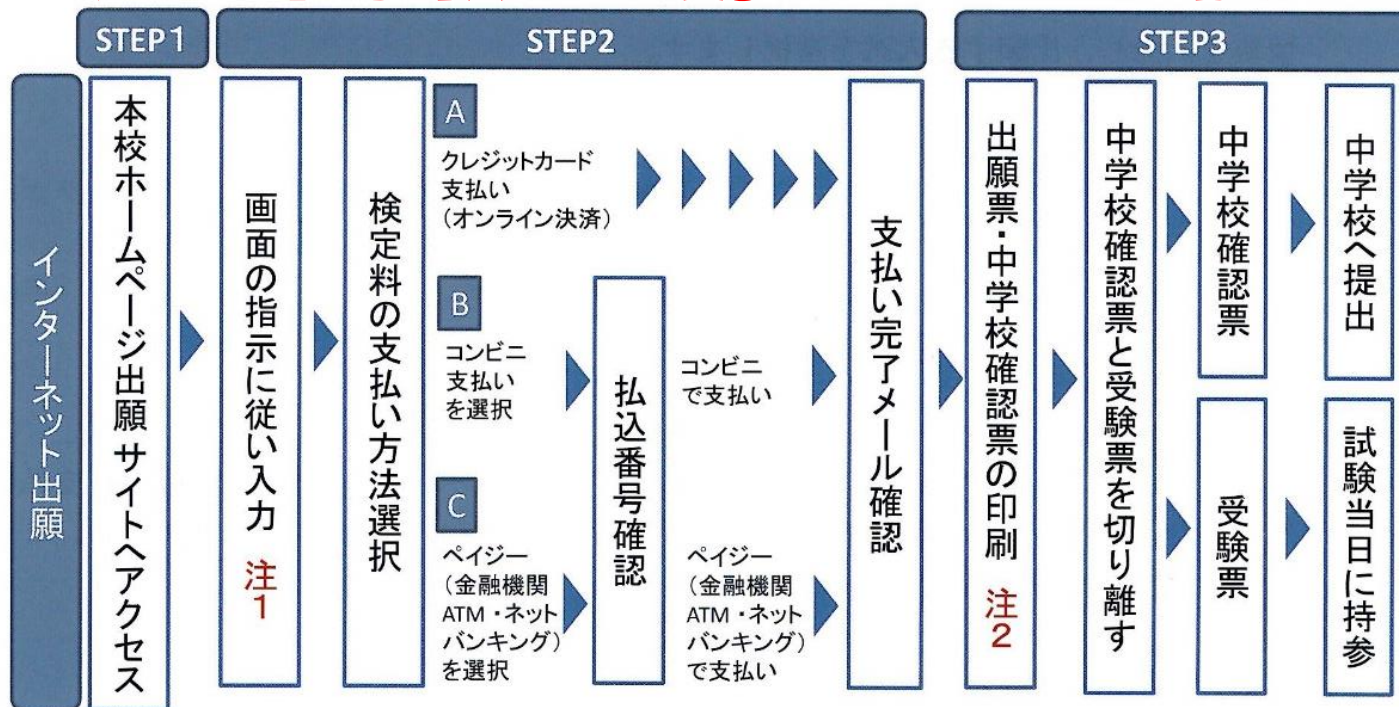 STEP1
STEP2
STEP3
インターネット出願
本校ホームページ出願 サイトへアクセス
画面の指示に従い入力 注1
検定料の支払い方法選択
A
クレジットカード
支払い
(オンライン決済)
B
コンビニ
支払い
を選択
C
ペイジー
(金融機関
ATM・ネット
バンキング)
を選択
払込番号確認
コンビニ
で支払い
ペイジー
(金融機関
ATM・ネット
バンキング)
で支払い
支払い完了メール確認
出願票・中学校確認票の印刷 注2
中学校確認票と受験票を切り離す
中学校確認票
中学校へ提出
受験票
試験当日に持参